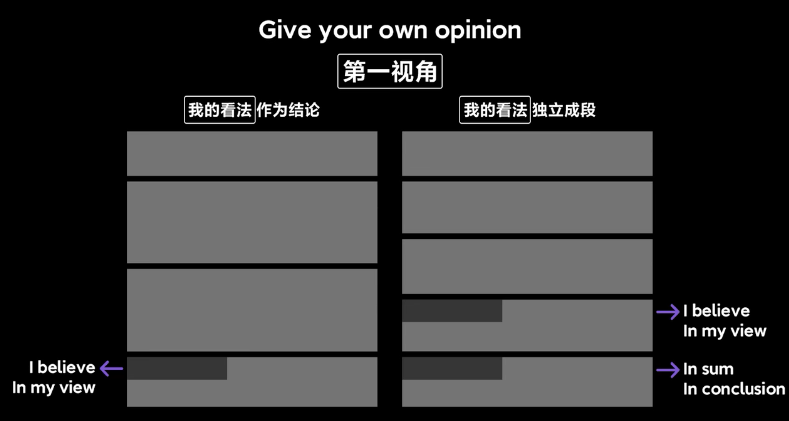 Give your own opinion
第一视角
我的看法作为结论
我的看法独立成段
I believe
In my view
In sum
In conclusion
I believe
In my view